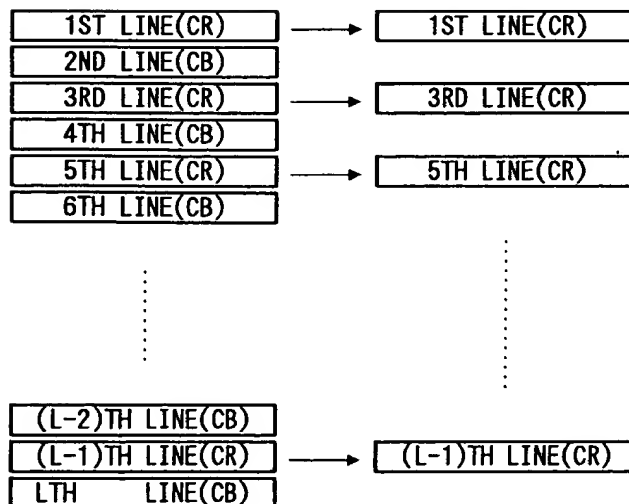 1ST LINE(CR) 1ST LINE(CR)
2ND LINE(CB)
3RD LINE(CR) 3RD LINE(CR)
4TH LINE(CB)
5TH LINE(CR) 5TH LINE(CR)
6TH LINE(CB)
(L-2)TH LINE(CB)
(L-1)TH LINE(CR) (L-1)TH LINE(CR)
LTH LINE(CB)